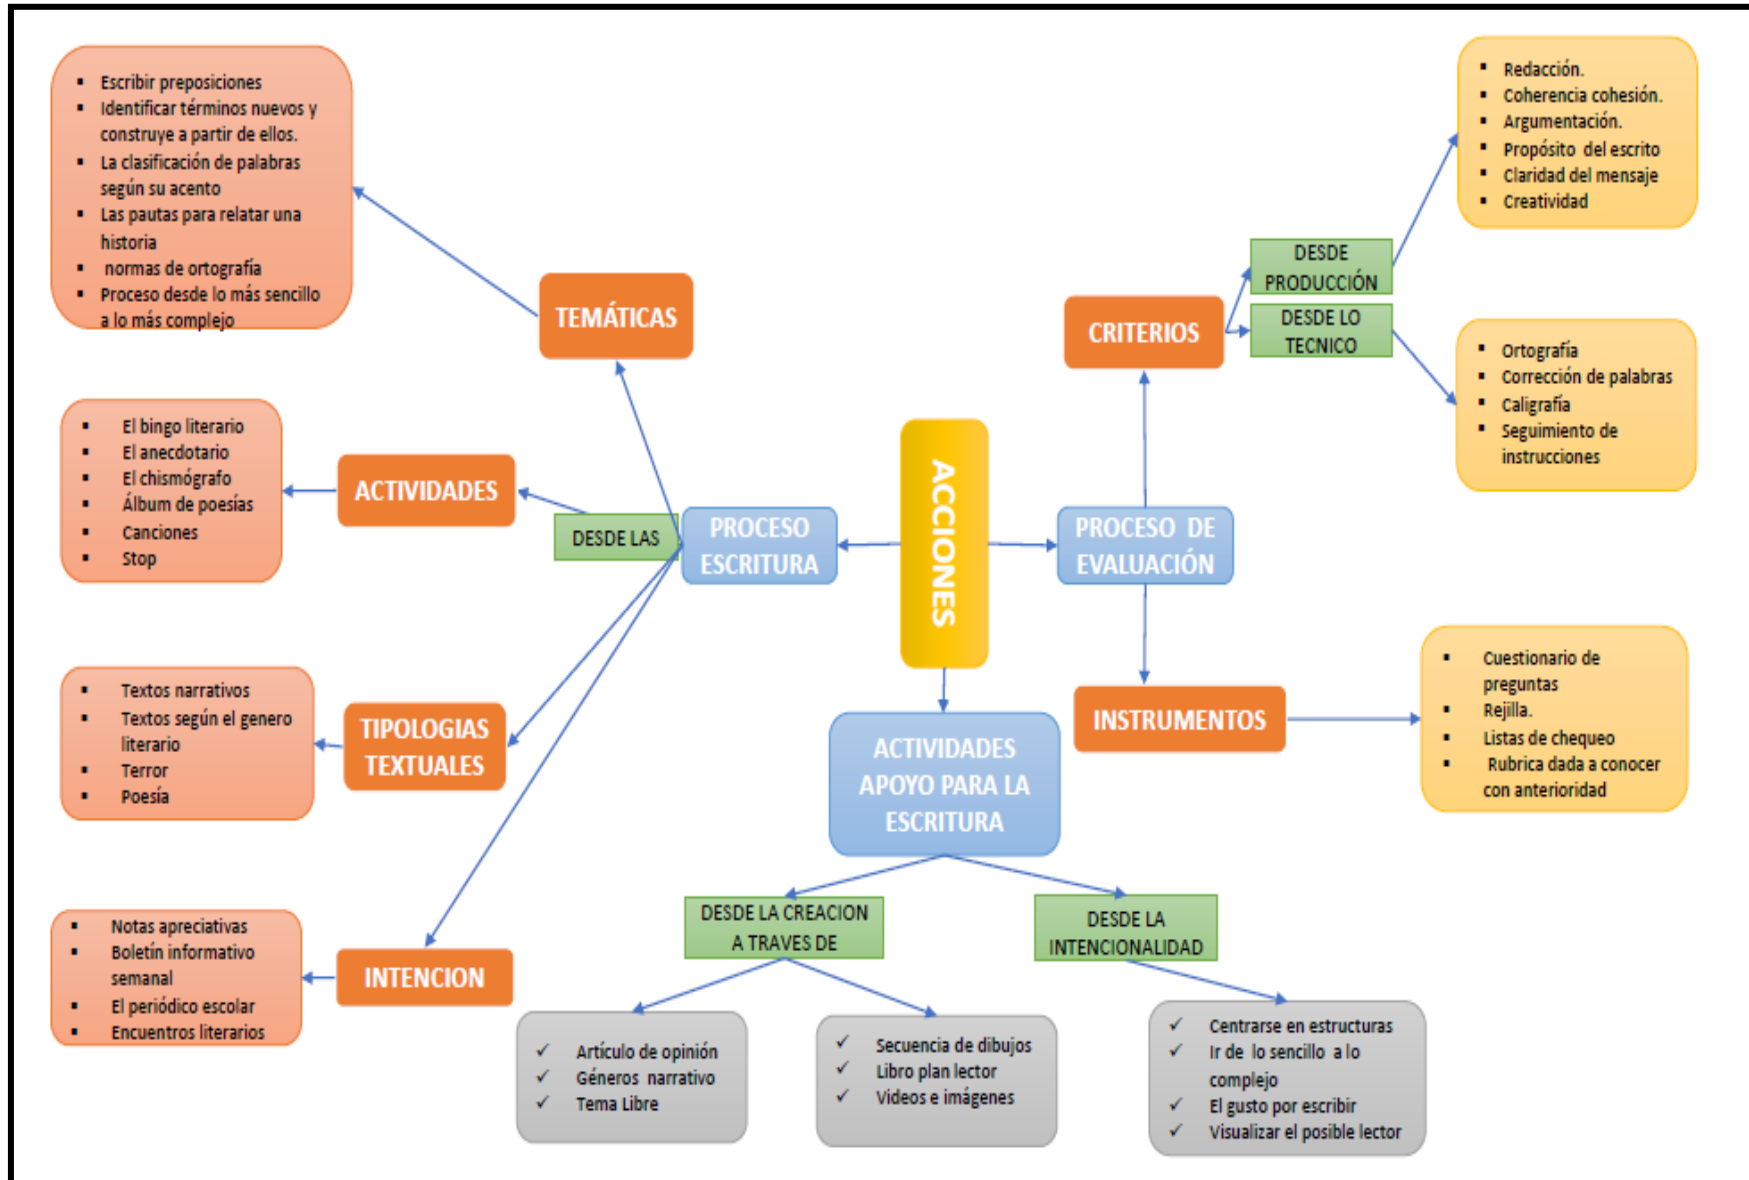 ▪ Escribir preposiciones
▪ Identificar términos nuevos y
construye a partir de ellos.
▪ La clasificación de palabras
según su acento
▪ Las pautas para relatar una
historia
▪ normas de ortografía
▪ Proceso desde lo más sencillo
a lo más complejo
TEMÁTICAS
▪ El bingo literario
▪ El anecdotario
▪ El chismógrafo
▪ Álbum de poesías
▪ Canciones
▪ Stop
ACTIVIDADES
DESDE LAS
PROCESO
ESCRITURA
▪ Textos narrativos
▪ Textos según el genero
literario
▪ Terror
▪ Poesía
TIPOLOGIAS
TEXTUALES
▪ Notas apreciativas
▪ Boletín informativo
semanal
▪ El periódico escolar
▪ Encuentros literarios
INTENCION
ACCIONES
PROCESO DE
EVALUACIÓN
CRITERIOS
DESDE
PRODUCCIÓN
DESDE LO
TECNICO
▪ Redacción.
▪ Coherencia cohesión.
▪ Argumentación.
▪ Propósito del escrito
▪ Claridad del mensaje
▪ Creatividad
▪ Ortografía
▪ Corrección de palabras
▪ Caligrafía
▪ Seguimiento de
instrucciones
INSTRUMENTOS
▪ Cuestionario de
preguntas
▪ Rejilla.
▪ Listas de chequeo
▪ Rubrica dada a conocer
con anterioridad
ACTIVIDADES
APOYO PARA LA
ESCRITURA
DESDE LA CREACION
A TRAVES DE
DESDE LA
INTENCIONALIDAD
✓ Artículo de opinión
✓ Géneros narrativo
✓ Tema Libre
✓ Secuencia de dibujos
✓ Libro plan lector
✓ Videos e imágenes
✓ Centrarse en estructuras
✓ Ir de lo sencillo a lo
complejo
✓ El gusto por escribir
✓ Visualizar el posible lector